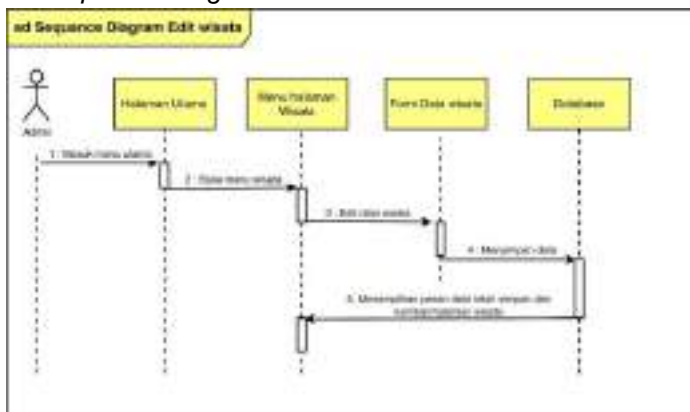 sd Sequence Diagram Edit wisata
Admin
Halaman Utama
Menu halaman
Wisata
Form Data wisata
Database
1 : Masuk menu utama
2 : Pilih menu wisata
3 : Edit data wisata
4 : Menyimpan data
5. Menampilkan pesan data telah simpan dan
kembali halaman wisata